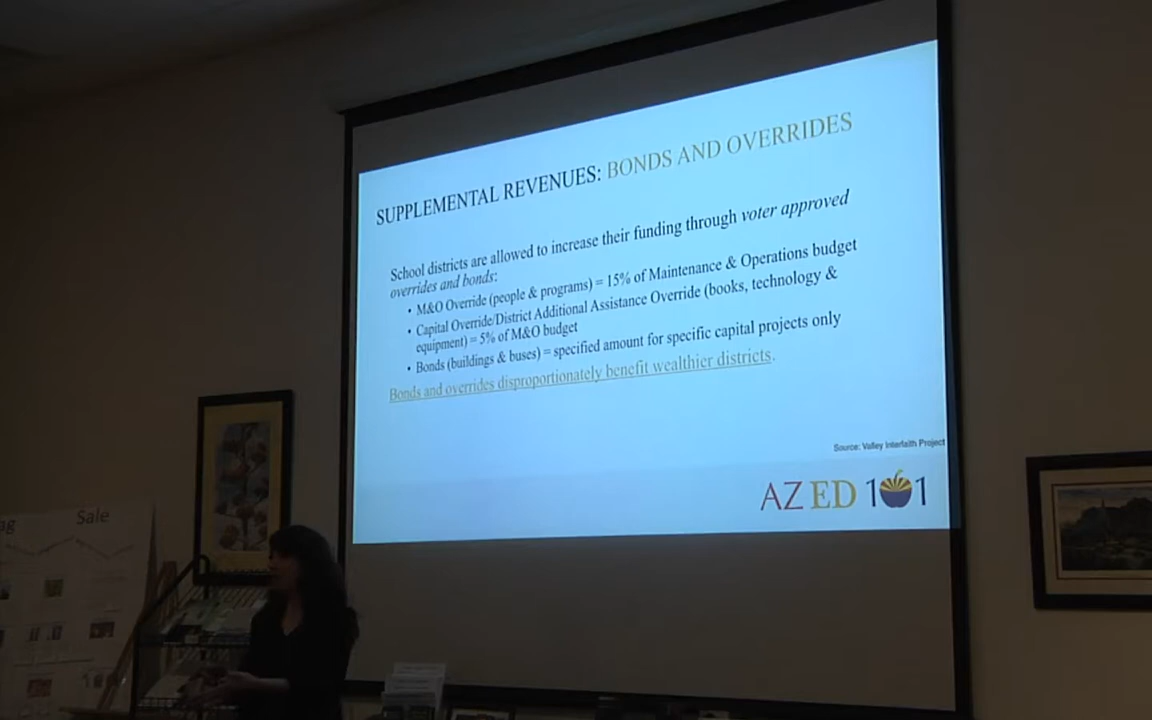 SUPPLEMENTAL REVENUES: BONDS AND OVERRIDES
School districts are allowed to increase their funding through voter approved
overrides and bonds:
• M&O Override (people & programs) = 15% of Maintenance & Operations budget
• Capital Override/District Additional Assistance Override (books, technology &
equipment) = 5% of M&O budget
• Bonds (buildings & buses) = specified amount for specific capital projects only
Bonds and overrides disproportionately benefit wealthier districts.
Source: Valley Interfaith Project
AZ ED 101
Sale